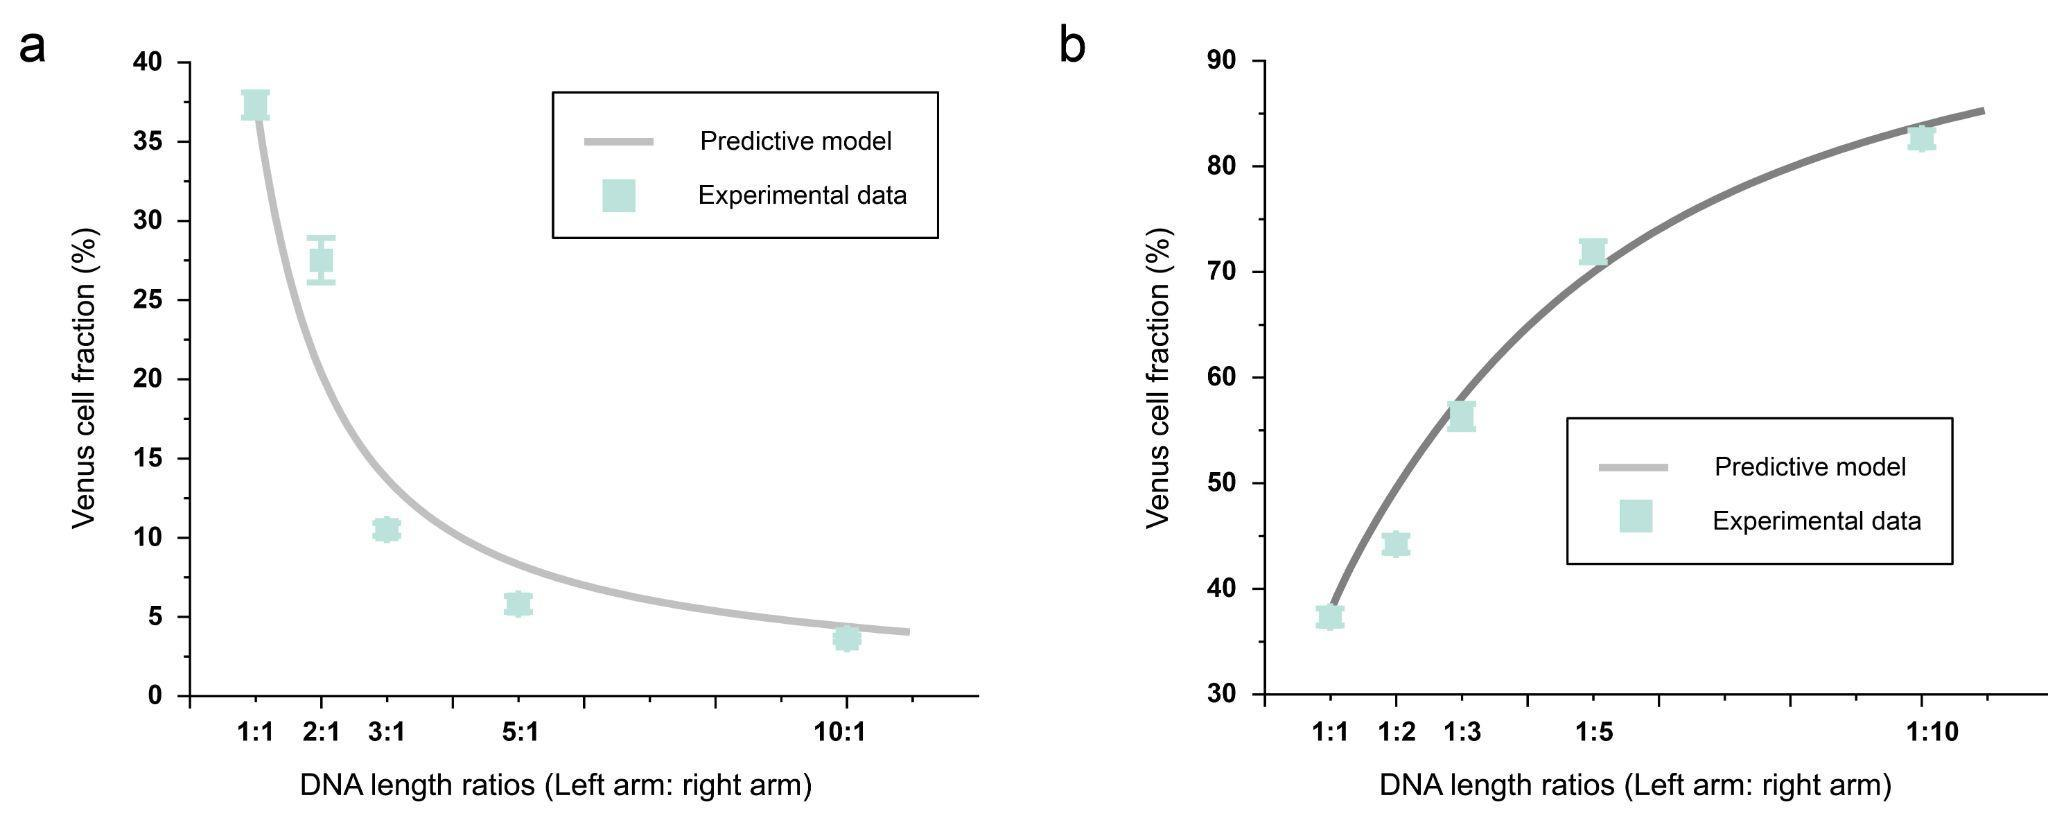 a
40
35
30
25
20
15
10
5
0
Venus cell fraction (%)
Predictive model
Experimental data
1:1 2:1 3:1 5:1 10:1
DNA length ratios (Left arm: right arm)
b
90
80
70
60
50
40
30
Venus cell fraction (%)
Predictive model
Experimental data
1:1 1:2 1:3 1:5 1:10
DNA length ratios (Left arm: right arm)